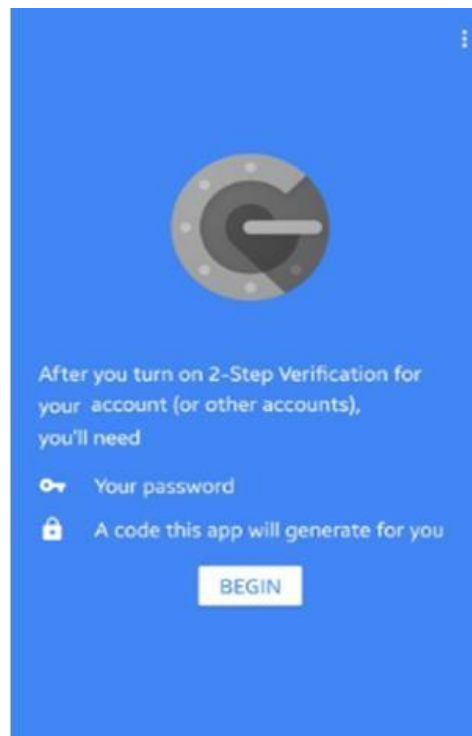 After you turn on 2-Step Verification for
your account (or other accounts),
you'll need
Your password
A code this app will generate for you
BEGIN